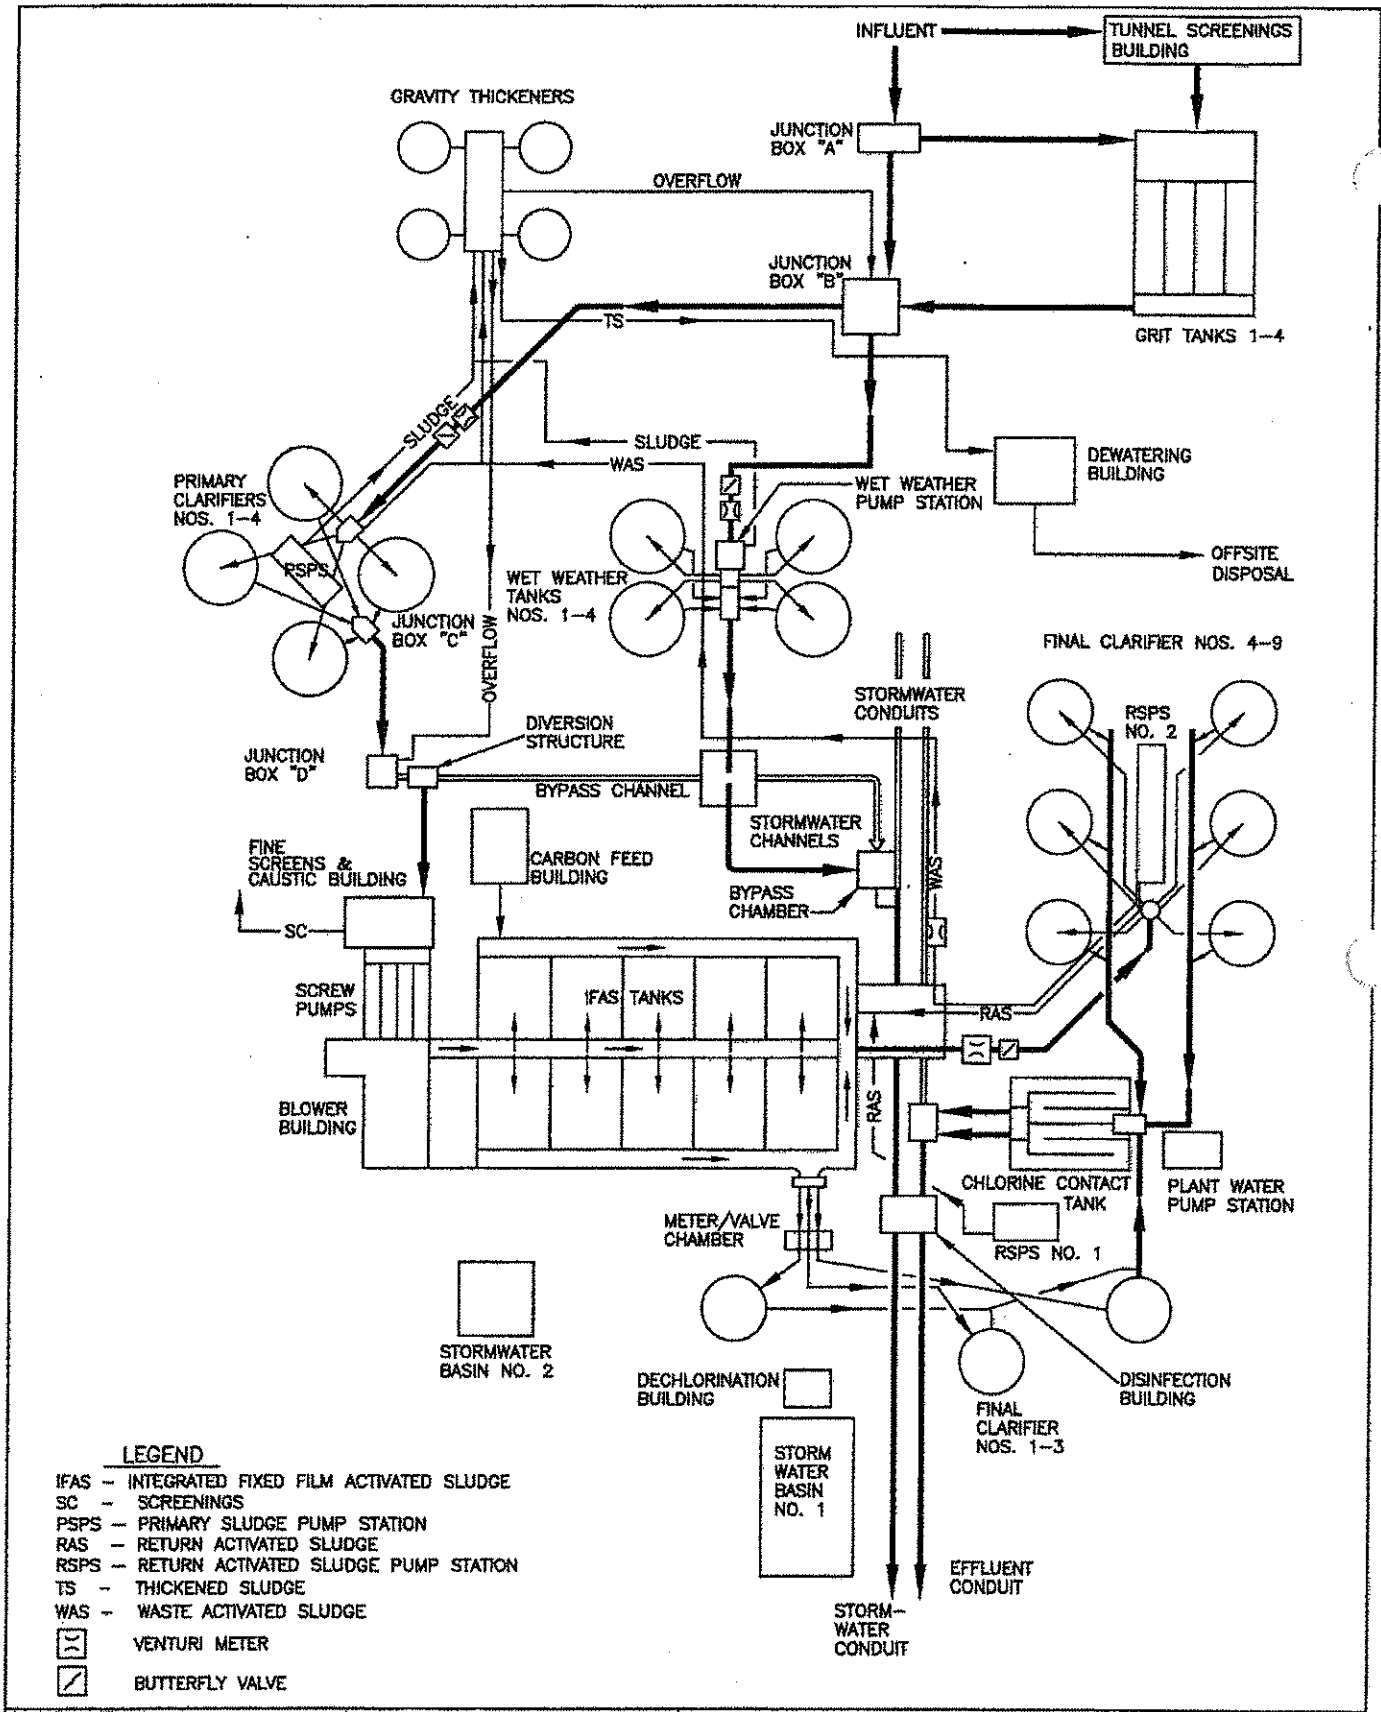 INFLUENT
TUNNEL SCREENINGS
BUILDING
GRAVITY THICKENERS
JUNCTION
BOX "A"
OVERFLOW
JUNCTION
BOX "B"
TS
GRIT TANKS 1-4
SLUDGE
SLUDGE
WAS
DEWATERING
BUILDING
PRIMARY
CLARIFIERS
NOS. 1-4
WET WEATHER
PUMP STATION
OFFSITE
DISPOSAL
PSPS
WET WEATHER
TANKS
NOS. 1-4
JUNCTION
BOX "C"
OVERFLOW
FINAL CLARIFIER NOS. 4-9
STORMWATER
CONDUITS
RSPS
NO. 2
DIVERSION
STRUCTURE
JUNCTION
BOX "D"
BYPASS CHANNEL
STORMWATER
CHANNELS
FINE
SCREENS &
CAUSTIC BUILDING
CARBON FEED
BUILDING
WAS
BYPASS
CHAMBER
SC
SCREW
PUMPS
IFAS TANKS
RAS
BLOWER
BUILDING
RAS
CHLORINE CONTACT
TANK
PLANT WATER
PUMP STATION
METER/VALVE
CHAMBER
RSPS NO. 1
STORMWATER
BASIN NO. 2
DECHLORINATION
BUILDING
DISINFECTION
BUILDING
FINAL
CLARIFIER
NOS. 1-3
STORM
WATER
BASIN
NO. 1
EFFLUENT
CONDUIT
STORM-
WATER
CONDUIT
LEGEND
IFAS - INTEGRATED FIXED FILM ACTIVATED SLUDGE
SC - SCREENINGS
PSPS - PRIMARY SLUDGE PUMP STATION
RAS - RETURN ACTIVATED SLUDGE
RSPS - RETURN ACTIVATED SLUDGE PUMP STATION
TS - THICKENED SLUDGE
WAS - WASTE ACTIVATED SLUDGE
VENTURI METER
BUTTERFLY VALVE